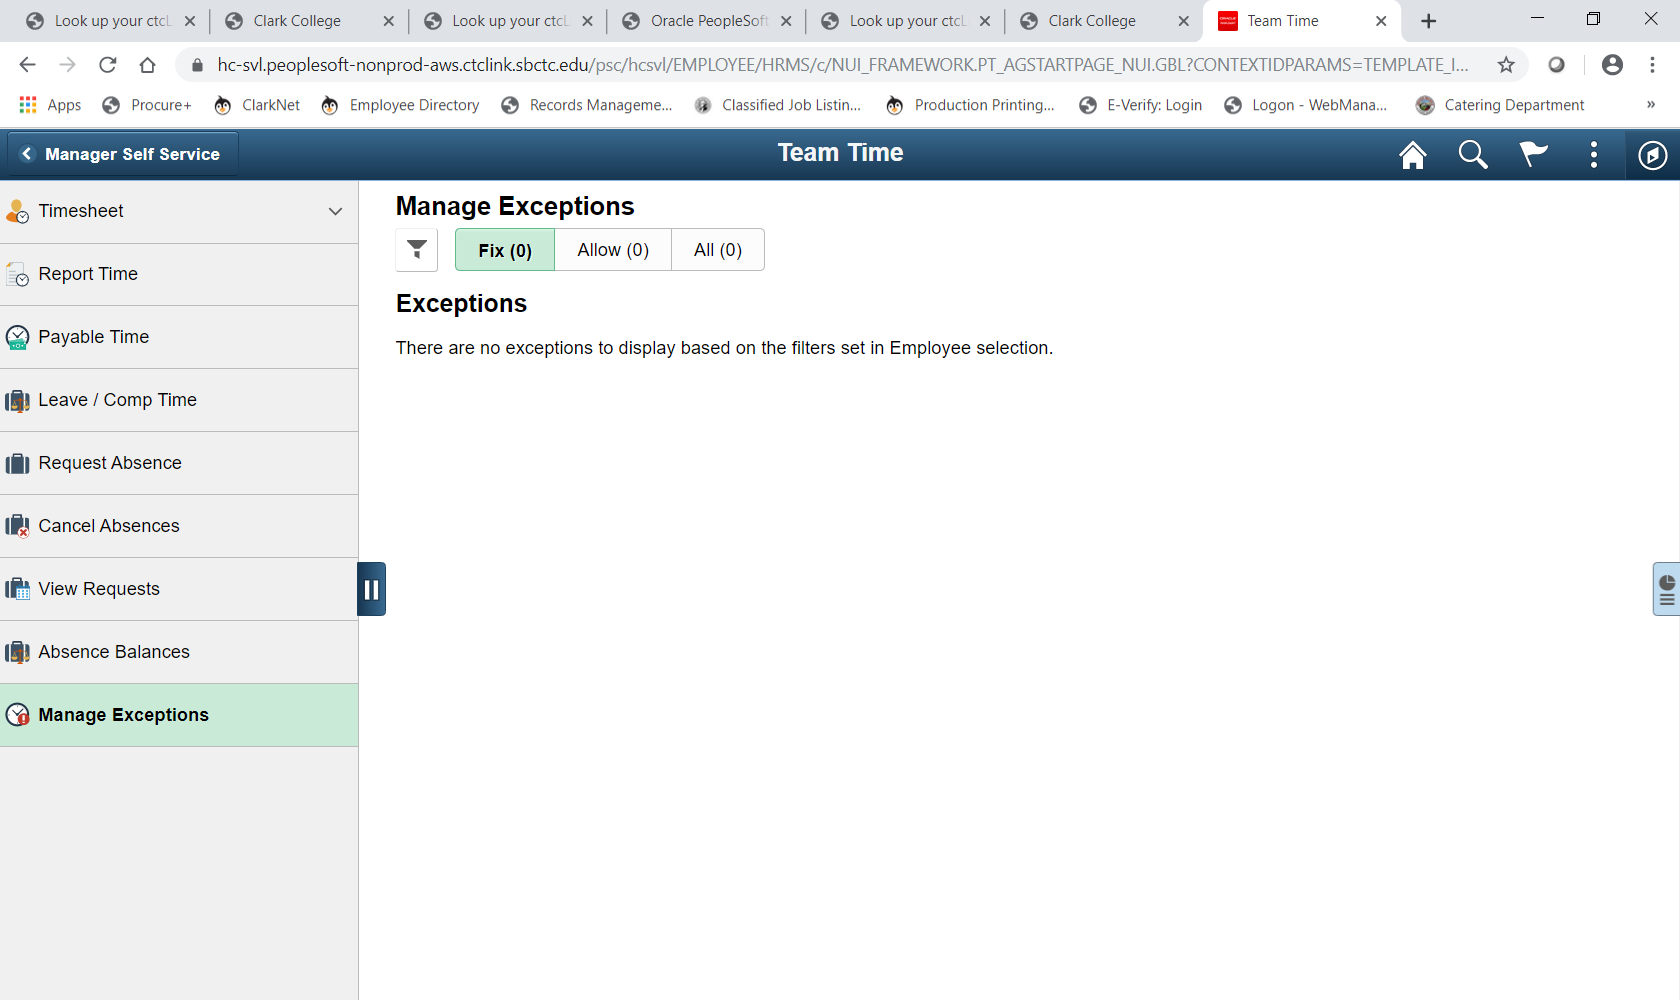 Look up your ctcL
Clark College
Look up your ctcL
Oracle PeopleSoft
Look up your ctcL
Clark College
Team Time
hc-svl.peoplesoft-nonprod-aws.ctclink.sbctc.edu/psc/hcsvl/EMPLOYEE/HRMS/c/NUI_FRAMEWORK.PT_AGSTARTPAGE_NUI.GBL?CONTEXTIDPARAMS=TEMPLATE_I...
Apps
Procure+
ClarkNet
Employee Directory
Records Manageme...
Classified Job Listin...
Production Printing...
E-Verify: Login
Logon - WebMana...
Catering Department
»
Manager Self Service
Team Time
Timesheet
Report Time
Payable Time
Leave / Comp Time
Request Absence
Cancel Absences
View Requests
Absence Balances
Manage Exceptions
Manage Exceptions
Fix (0)
Allow (0)
All (0)
Exceptions
There are no exceptions to display based on the filters set in Employee selection.